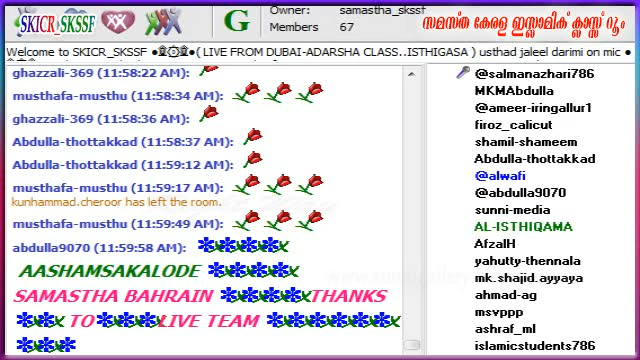 SKICR_SKSSF
G
Owner: samastha_skssf
Members 67
സമസ്ത കേരള ഇസ്ലാമിക് ക്ലാസ്സ് റൂം
Welcome to SKICR_SKSSF ●۩۞۩●( LIVE FROM DUBAI-ADARSHA CLASS..ISTHIGASA ) usthad jaleel darimi on mic ●
ghazzali-369 (11:58:22 AM):
musthafa-musthu (11:58:34 AM):
ghazzali-369 (11:58:36 AM):
Abdulla-thottakkad (11:58:37 AM):
Abdulla-thottakkad (11:59:12 AM):
musthafa-musthu (11:59:17 AM):
kunhammad.cheroor has left the room.
musthafa-musthu (11:59:49 AM):
abdulla9070 (11:59:58 AM):
AASHAMSAKALODE
SAMASTHA BAHRAIN THANKS
TO LIVE TEAM
@salmanazhari786
MKMAbdulla
@ameer-iringallur1
firoz_calicut
shamil-shameem
Abdulla-thottakkad
@alwafi
@abdulla9070
sunni-media
AL-ISTHIQAMA
AfzalH
yahutty-thennala
mk.shajid.ayyaya
ahmad-ag
msvppp
ashraf_ml
islamicstudents786